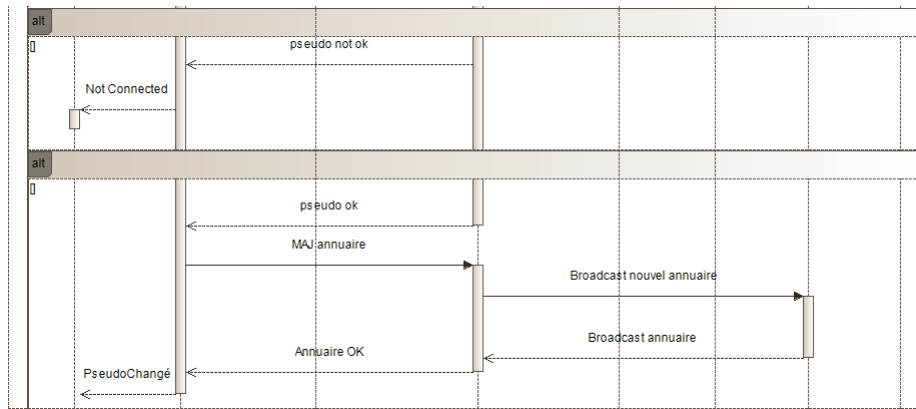 alt
[]
pseudo not ok
Not Connected
alt
[]
pseudo ok
MAJ annuaire
Broadcast nouvel annuaire
Broadcast annuaire
Annuaire OK
PseudoChangé